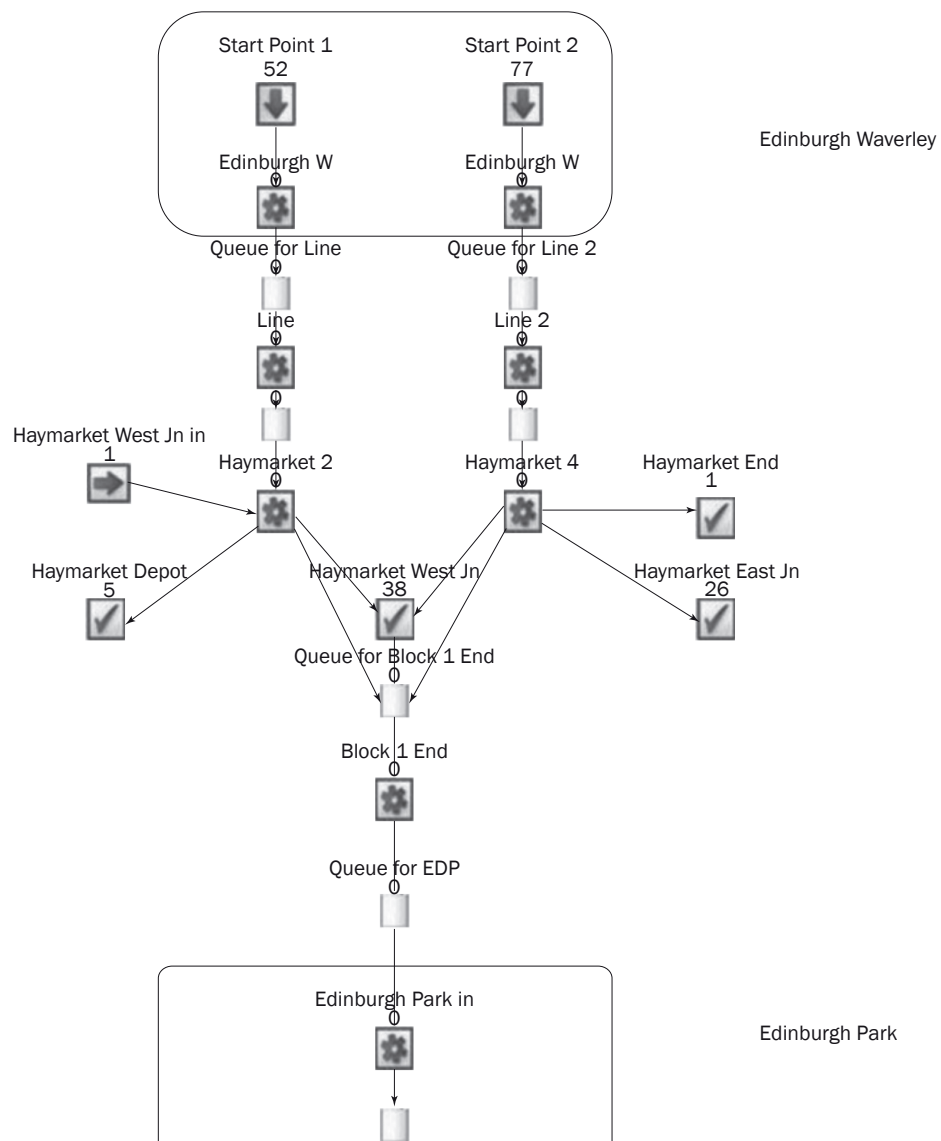 Start Point 1
52
Start Point 2
77
Edinburgh Waverley
Edinburgh W
0
Edinburgh W
0
Queue for Line
0
Queue for Line 2
0
Line
0
Line 2
0
0
0
Haymarket West Jn in
1
Haymarket 2
0
Haymarket 4
0
Haymarket End
1
Haymarket Depot
5
Haymarket West Jn
38
Haymarket East Jn
26
Queue for Block 1 End
0
Block 1 End
0
Queue for EDP
0
Edinburgh Park in
0
Edinburgh Park